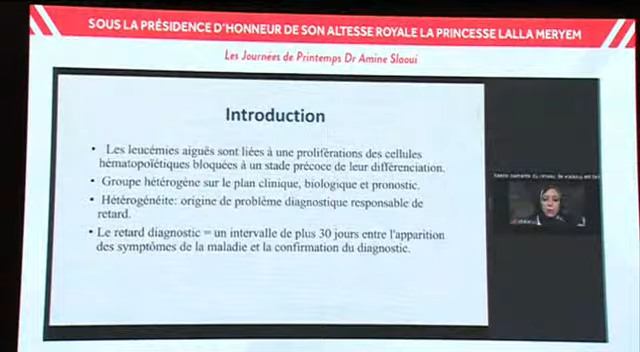 SOUS LA PRÉSIDENCE D'HONNEUR DE SON ALTESSE ROYALE LA PRINCESSE LALLA MERYEM
Les Journées de Printemps Dr Amine Slaoui
Introduction
• Les leucémies aiguës sont liées à une proliférations des cellules
hématopoïétiques bloquées à un stade précoce de leur différenciation.
• Groupe hétérogène sur le plan clinique, biologique et pronostic.
• Hétérogénéite: origine de problème diagnostique responsable de
retard.
• Le retard diagnostic = un intervalle de plus 30 jours entre l'apparition
des symptômes de la maladie et la confirmation du diagnostic.